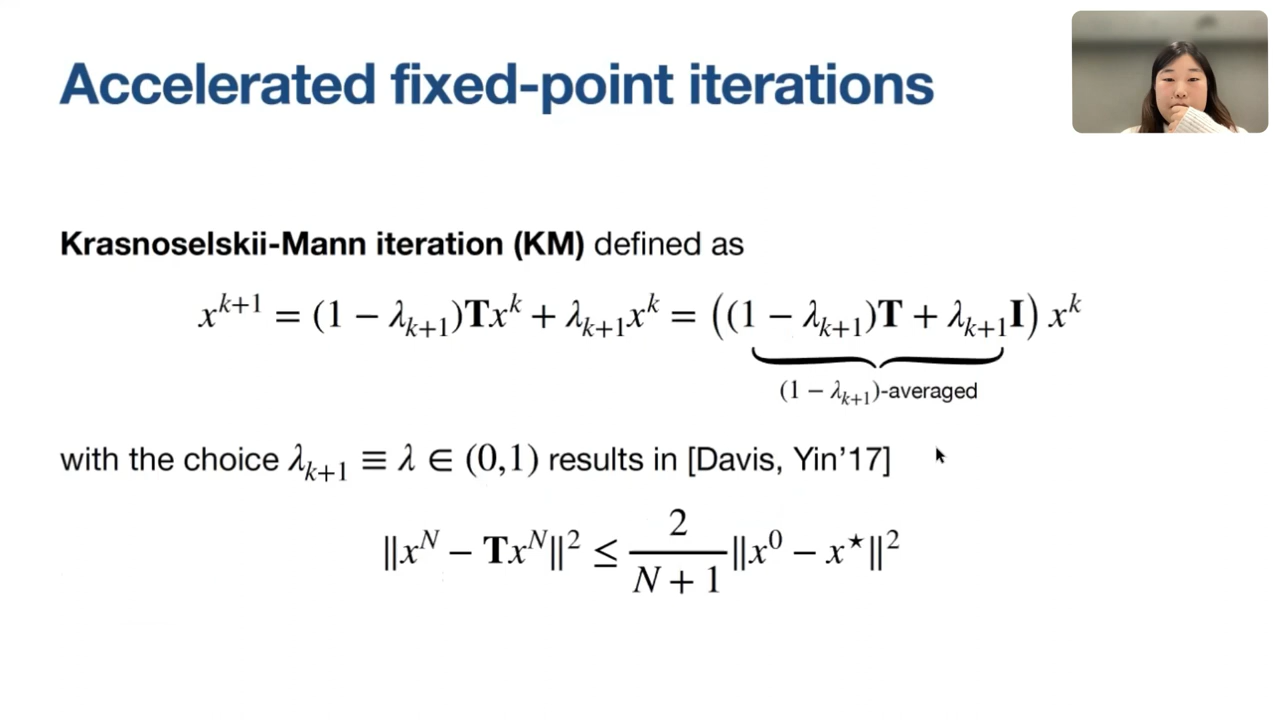 Accelerated fixed-point iterations
Krasnoselskii-Mann iteration (KM) defined as
x^{k+1} = (1 − λ_{k+1})Tx^k + λ_{k+1}x^k = ((1 − λ_{k+1})T + λ_{k+1}I) x^k
(1 − λ_{k+1})-averaged
with the choice λ_{k+1} ≡ λ ∈ (0,1) results in [Davis, Yin’17]
‖x^N − Tx^N‖² ≤ \frac{2}{N + 1}‖x^0 − x^⋆‖²